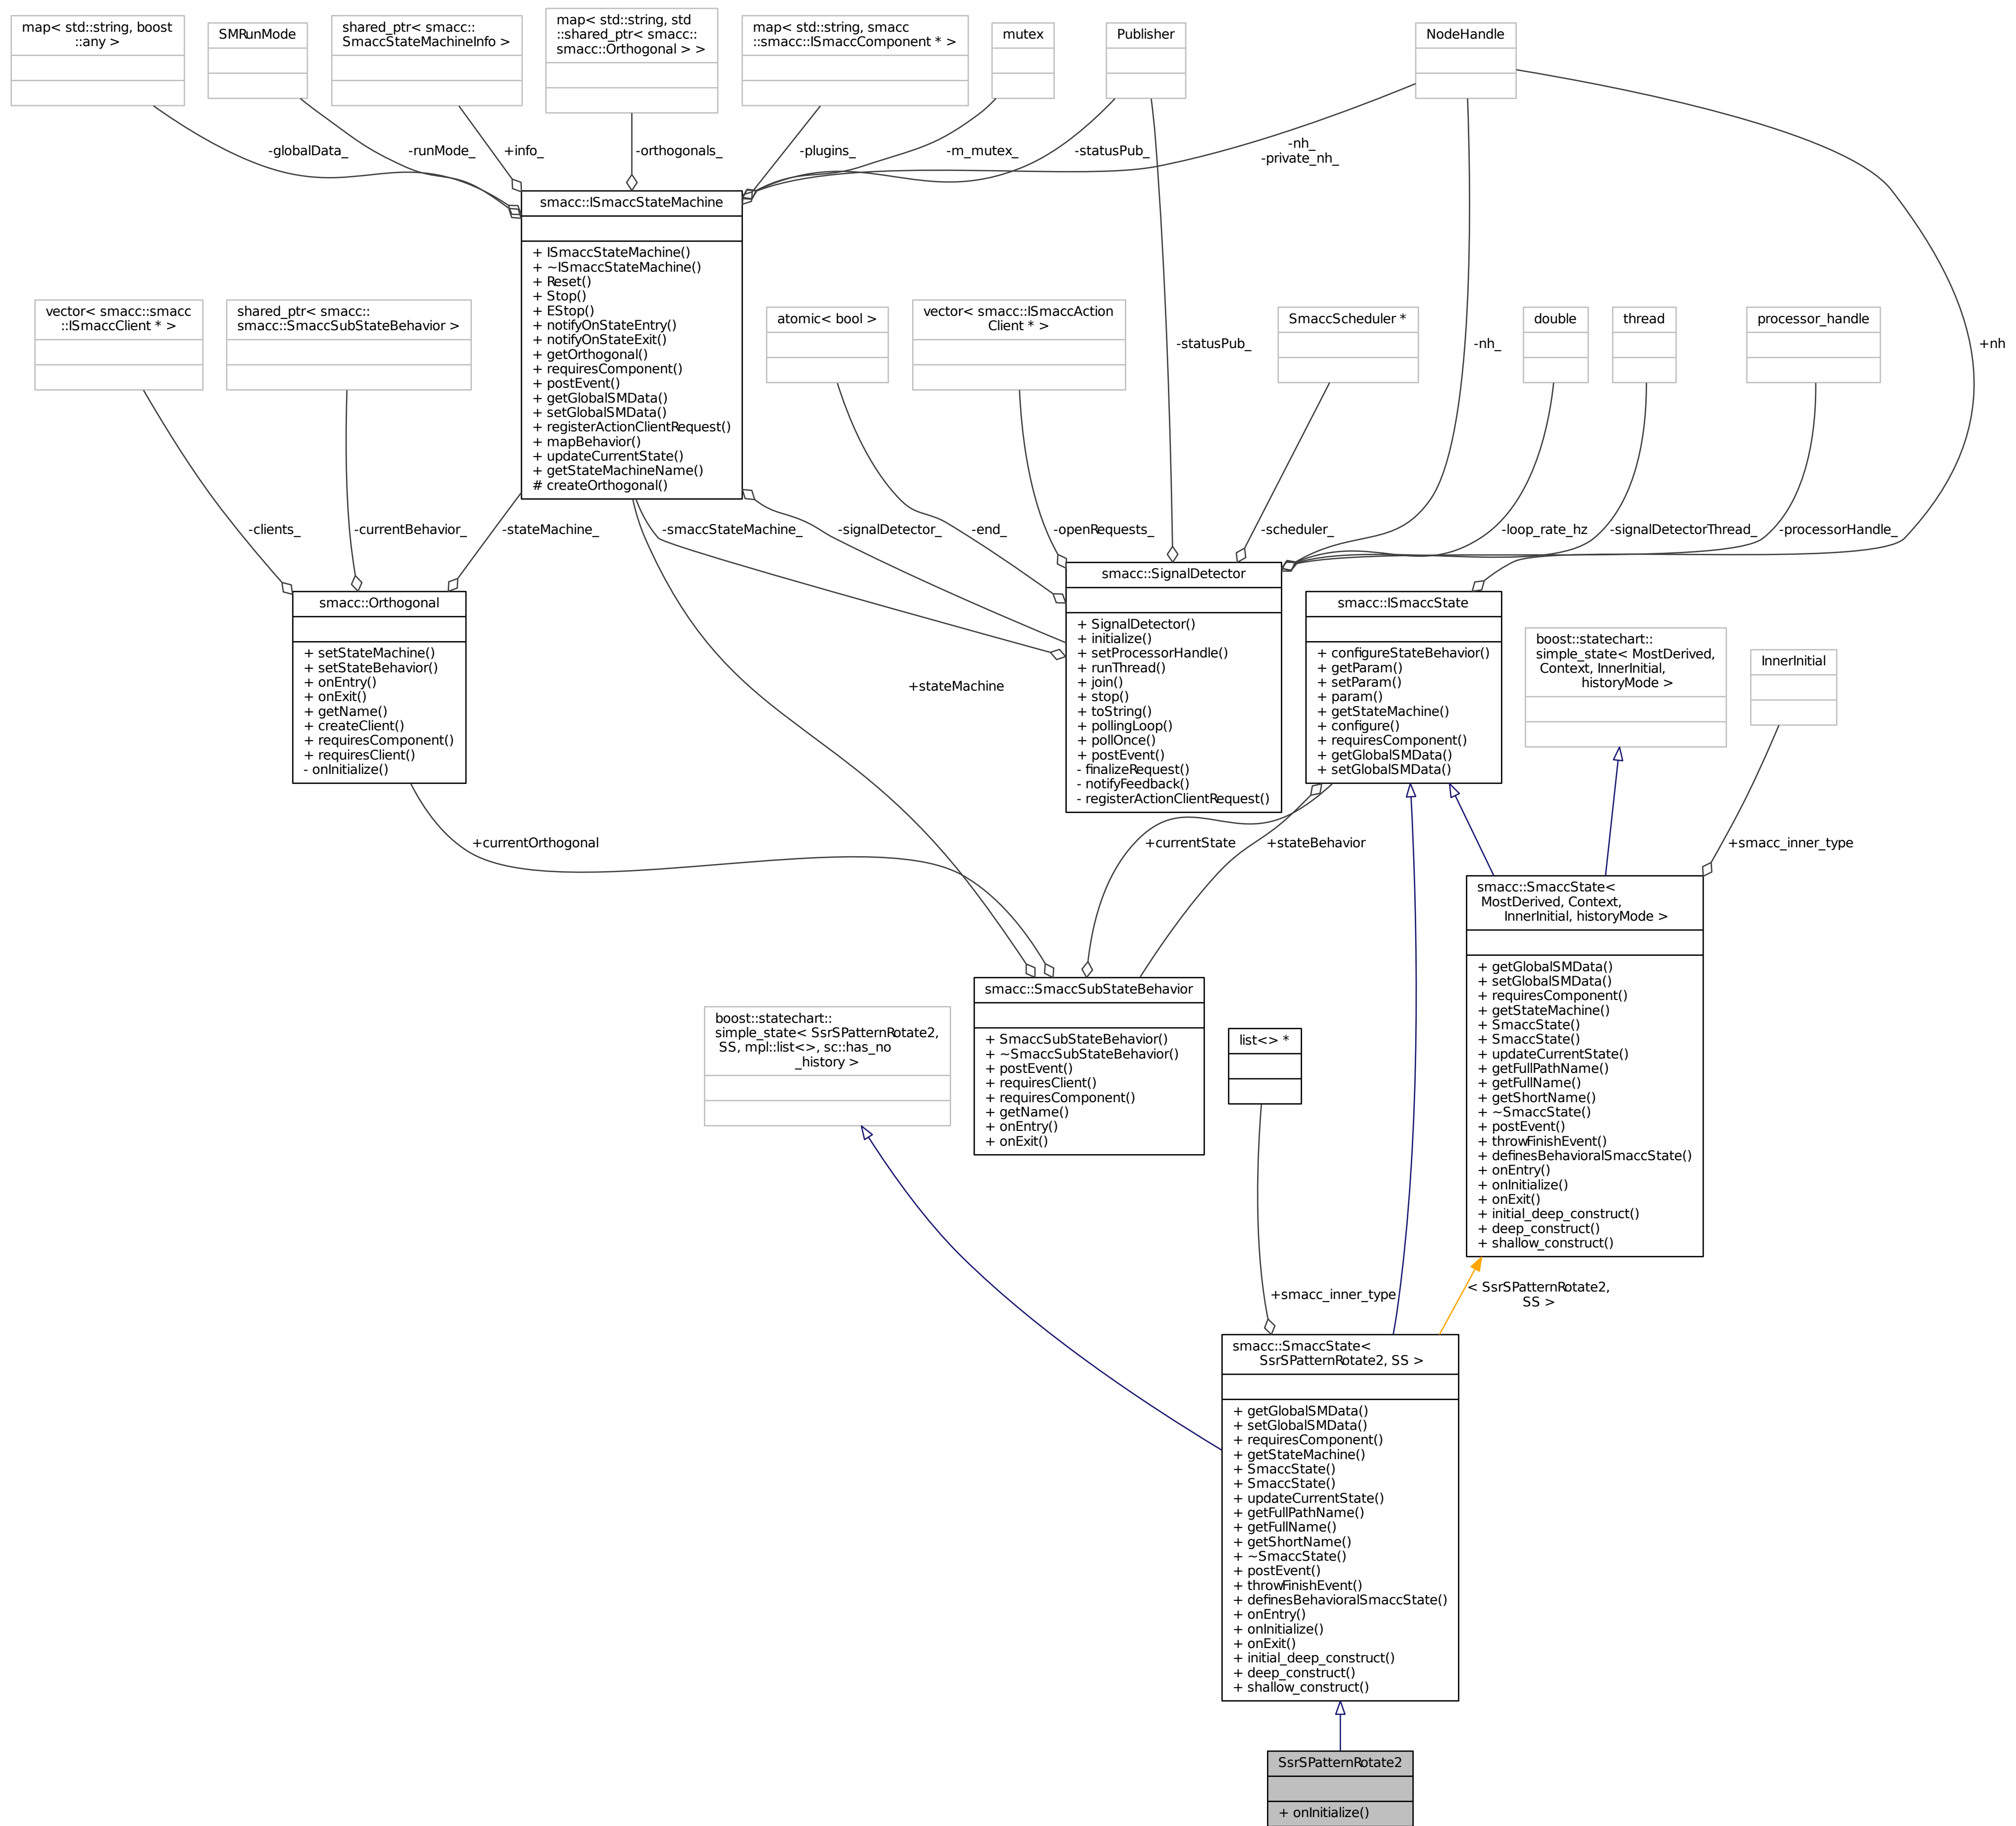 map< std::string, boost
::any >
SMRunMode
shared_ptr< smacc::
SmaccStateMachineInfo >
map< std::string, std
::shared_ptr< smacc::
smacc::Orthogonal > >
map< std::string, smacc
::smacc::ISmaccComponent * >
mutex
Publisher
NodeHandle
-globalData_
-runMode_
+info_
-orthogonals_
-plugins_
-m_mutex_
-statusPub_
-nh_
-private_nh_
smacc::ISmaccStateMachine
+ ISmaccStateMachine()
+ ~ISmaccStateMachine()
+ Reset()
+ Stop()
+ EStop()
+ notifyOnStateEntry()
+ notifyOnStateExit()
+ getOrthogonal()
+ requiresComponent()
+ postEvent()
+ getGlobalSMData()
+ setGlobalSMData()
+ registerActionClientRequest()
+ mapBehavior()
+ updateCurrentState()
+ getStateMachineName()
# createOrthogonal()
vector< smacc::smacc
::ISmaccClient * >
shared_ptr< smacc::
smacc::SmaccSubStateBehavior >
atomic< bool >
vector< smacc::ISmaccAction
Client * >
SmaccScheduler *
double
thread
processor_handle
-statusPub_
-nh_
+nh
-clients_
-currentBehavior_
-stateMachine_
-smaccStateMachine_
-signalDetector_
-end_
-openRequests_
-scheduler_
-loop_rate_hz
-signalDetectorThread_
-processorHandle_
smacc::Orthogonal
+ setStateMachine()
+ setStateBehavior()
+ onEntry()
+ onExit()
+ getName()
+ createClient()
+ requiresComponent()
+ requiresClient()
- onInitialize()
smacc::SignalDetector
+ SignalDetector()
+ initialize()
+ setProcessorHandle()
+ runThread()
+ join()
+ stop()
+ toString()
+ pollingLoop()
+ pollOnce()
+ postEvent()
- finalizeRequest()
- notifyFeedback()
- registerActionClientRequest()
smacc::ISmaccState
+ configureStateBehavior()
+ getParam()
+ setParam()
+ param()
+ getStateMachine()
+ configure()
+ requiresComponent()
+ getGlobalSMData()
+ setGlobalSMData()
boost::statechart::
simple_state< MostDerived,
Context, InnerInitial,
historyMode >
InnerInitial
+stateMachine
+currentOrthogonal
+currentState
+stateBehavior
+smacc_inner_type
smacc::SmaccState<
MostDerived, Context,
InnerInitial, historyMode >
+ getGlobalSMData()
+ setGlobalSMData()
+ requiresComponent()
+ getStateMachine()
+ SmaccState()
+ SmaccState()
+ updateCurrentState()
+ getFullPathName()
+ getFullName()
+ getShortName()
+ ~SmaccState()
+ postEvent()
+ throwFinishEvent()
+ definesBehavioralSmaccState()
+ onEntry()
+ onInitialize()
+ onExit()
+ initial_deep_construct()
+ deep_construct()
+ shallow_construct()
boost::statechart::
simple_state< SsrSPatternRotate2,
SS, mpl::list<>, sc::has_no
_history >
smacc::SmaccSubStateBehavior
+ SmaccSubStateBehavior()
+ ~SmaccSubStateBehavior()
+ postEvent()
+ requiresClient()
+ requiresComponent()
+ getName()
+ onEntry()
+ onExit()
list<> *
+smacc_inner_type
< SsrSPatternRotate2,
SS >
smacc::SmaccState<
SsrSPatternRotate2, SS >
+ getGlobalSMData()
+ setGlobalSMData()
+ requiresComponent()
+ getStateMachine()
+ SmaccState()
+ SmaccState()
+ updateCurrentState()
+ getFullPathName()
+ getFullName()
+ getShortName()
+ ~SmaccState()
+ postEvent()
+ throwFinishEvent()
+ definesBehavioralSmaccState()
+ onEntry()
+ onInitialize()
+ onExit()
+ initial_deep_construct()
+ deep_construct()
+ shallow_construct()
SsrSPatternRotate2
+ onInitialize()